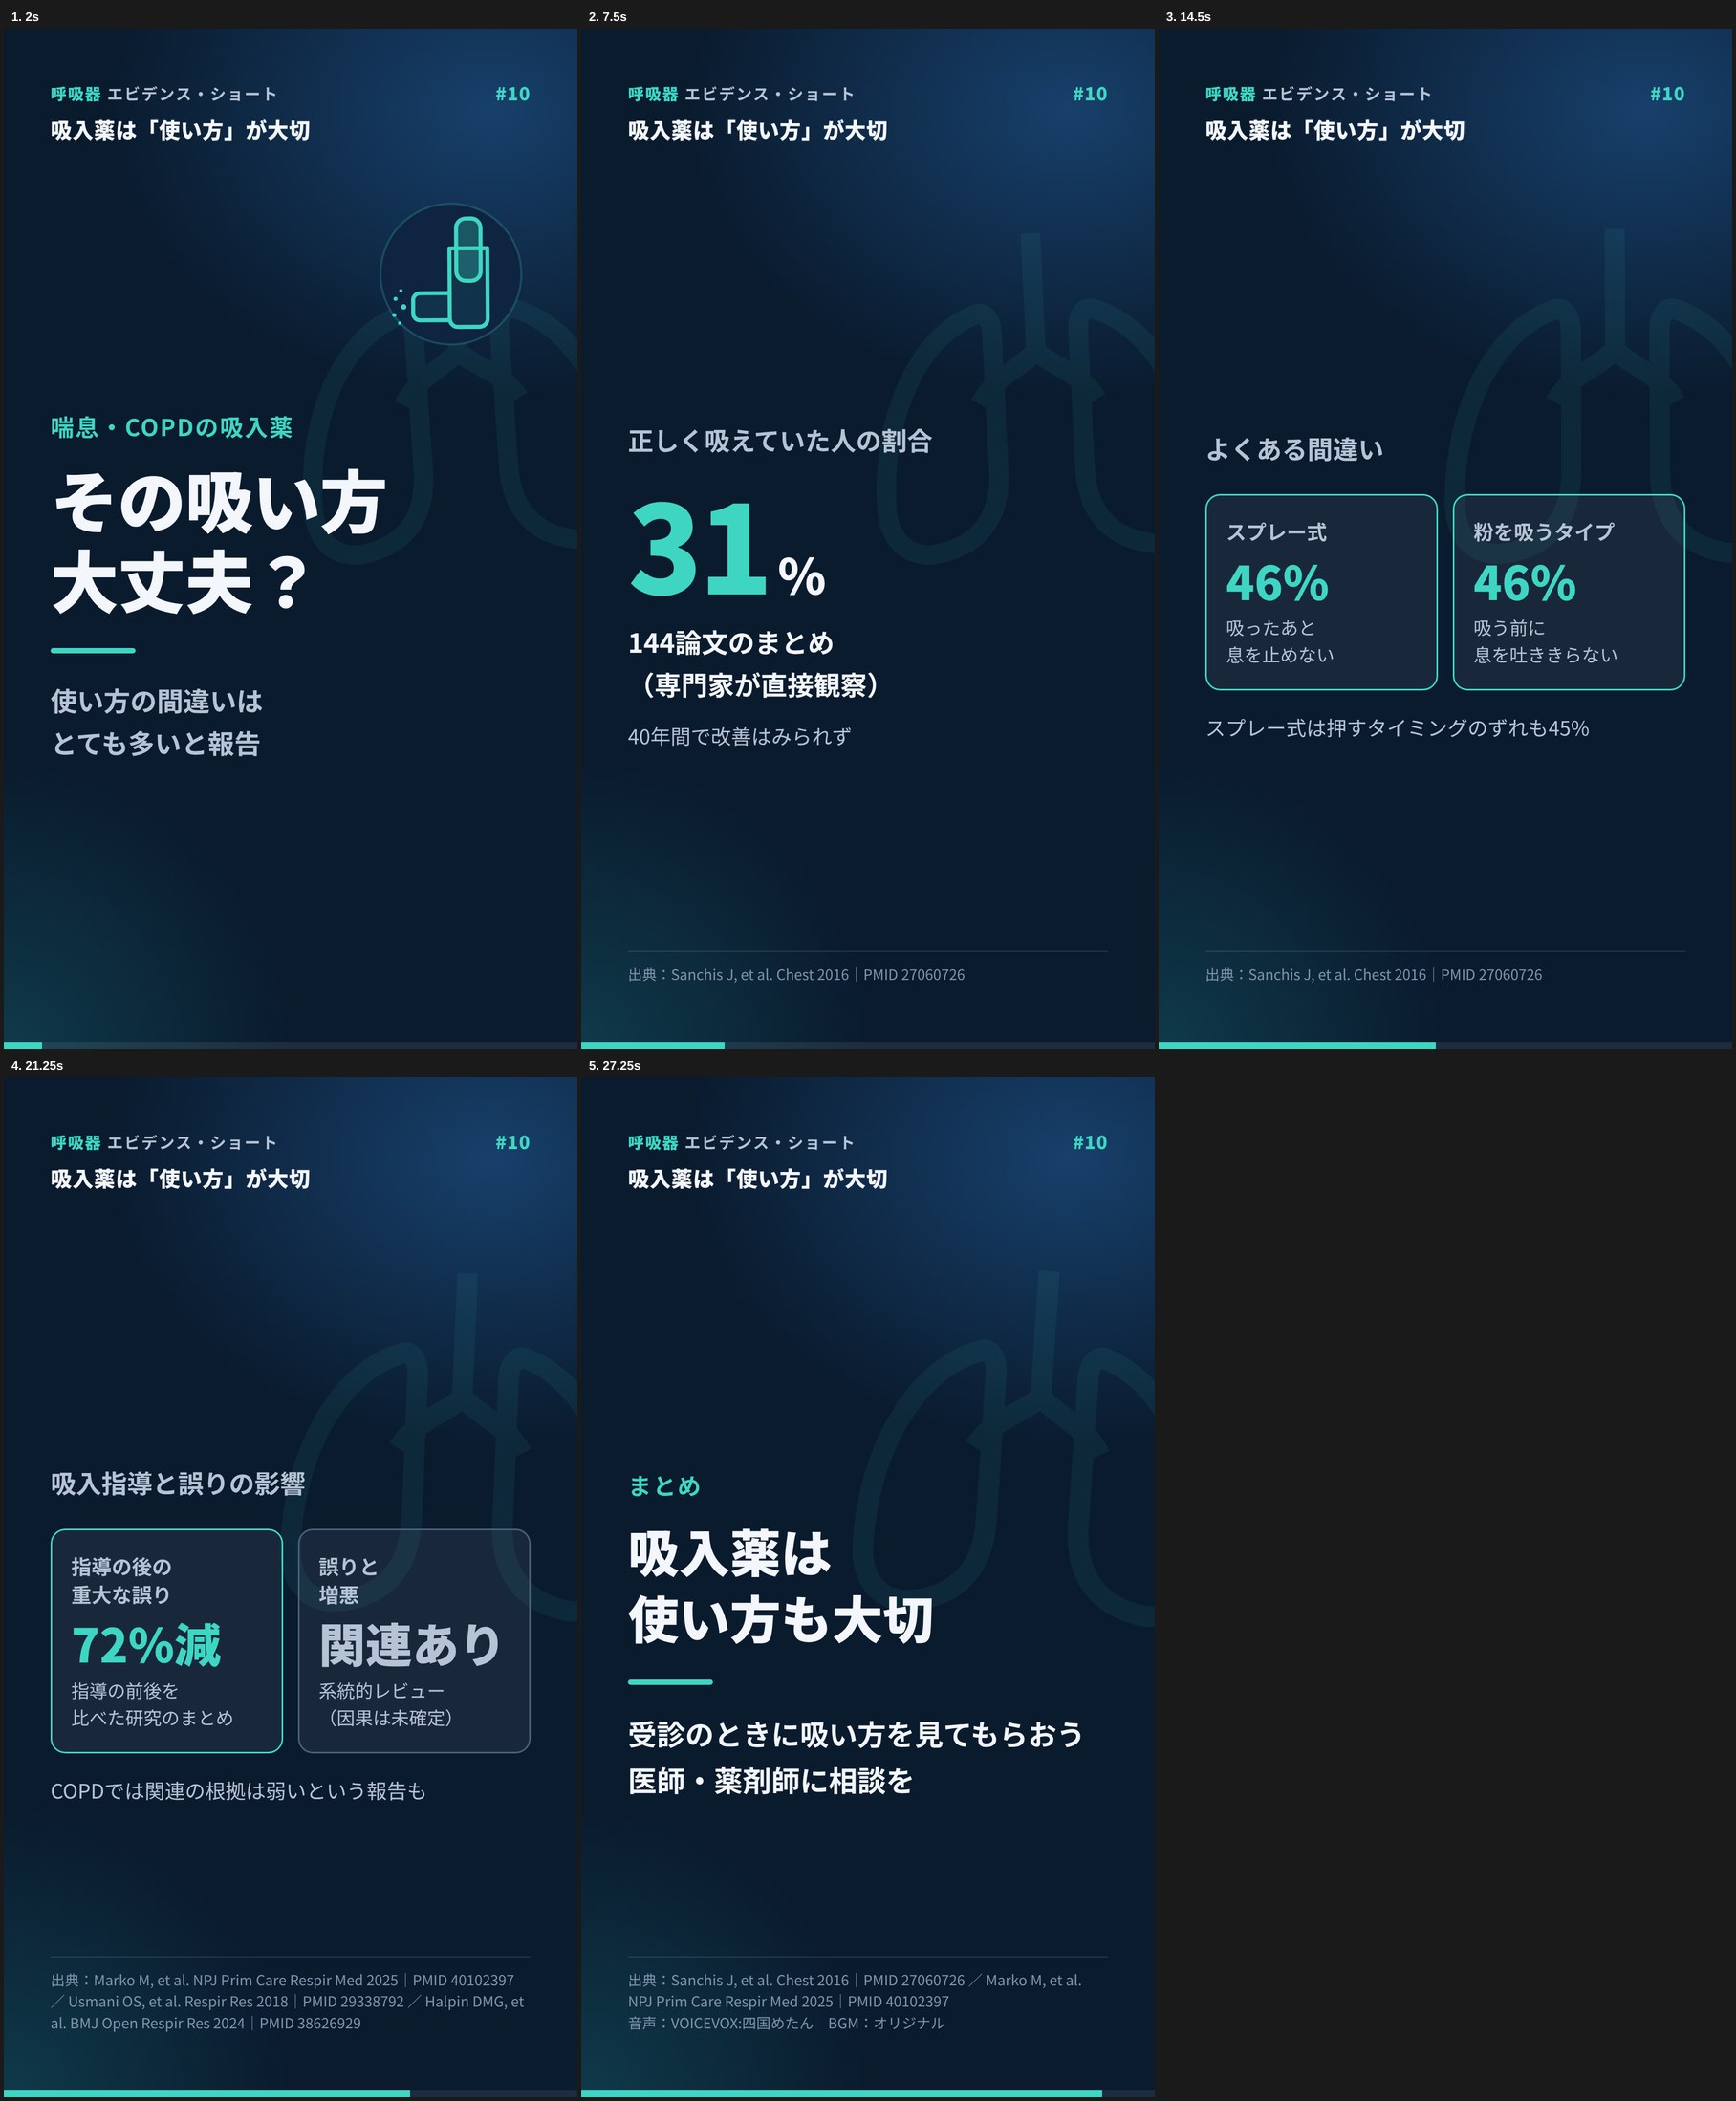 1. 2s
呼吸器 エビデンス・ショート
#10
吸入薬は「使い方」が大切
喘息・COPDの吸入薬
その吸い方
大丈夫？
使い方の間違いは
とても多いと報告
2. 7.5s
呼吸器 エビデンス・ショート
#10
吸入薬は「使い方」が大切
正しく吸えていた人の割合
31%
144論文のまとめ
（専門家が直接観察）
40年間で改善はみられず
出典：Sanchis J, et al. Chest 2016｜PMID 27060726
3. 14.5s
呼吸器 エビデンス・ショート
#10
吸入薬は「使い方」が大切
よくある間違い
スプレー式
46%
吸ったあと
息を止めない
粉を吸うタイプ
46%
吸う前に
息を吐ききらない
スプレー式は押すタイミングのずれも45%
出典：Sanchis J, et al. Chest 2016｜PMID 27060726
4. 21.25s
呼吸器 エビデンス・ショート
#10
吸入薬は「使い方」が大切
吸入指導と誤りの影響
指導の後の
重大な誤り
72%減
指導の前後を
比べた研究のまとめ
誤りと
増悪
関連あり
系統的レビュー
（因果は未確定）
COPDでは関連の根拠は弱いという報告も
出典：Marko M, et al. NPJ Prim Care Respir Med 2025｜PMID 40102397
／ Usmani OS, et al. Respir Res 2018｜PMID 29338792 ／ Halpin DMG, et
al. BMJ Open Respir Res 2024｜PMID 38626929
5. 27.25s
呼吸器 エビデンス・ショート
#10
吸入薬は「使い方」が大切
まとめ
吸入薬は
使い方も大切
受診のときに吸い方を見てもらおう
医師・薬剤師に相談を
出典：Sanchis J, et al. Chest 2016｜PMID 27060726 ／ Marko M, et al.
NPJ Prim Care Respir Med 2025｜PMID 40102397
音声：VOICEVOX:四国めたん　BGM：オリジナル